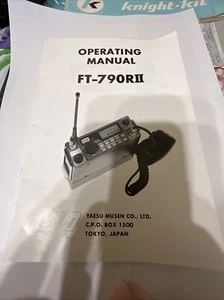 knight-kit
OPERATING
MANUAL
FT-790RII
YAESU MUSEN CO., LTD.
C.P.O. BOX 1500
TOKYO, JAPAN